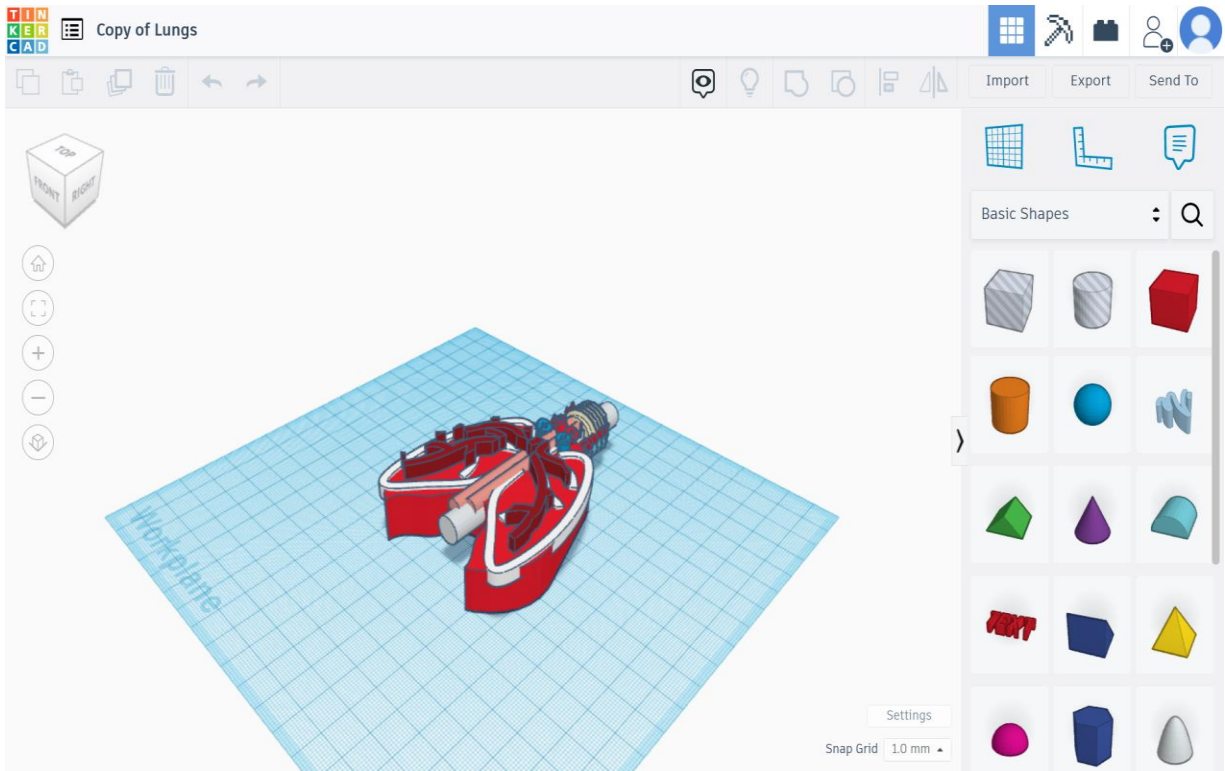 TIN
KER
CAD
Copy of Lungs
Import
Export
Send To
TOP
FRONT
RIGHT
Basic Shapes
Workplane
TEXT
Settings
Snap Grid 1.0 mm